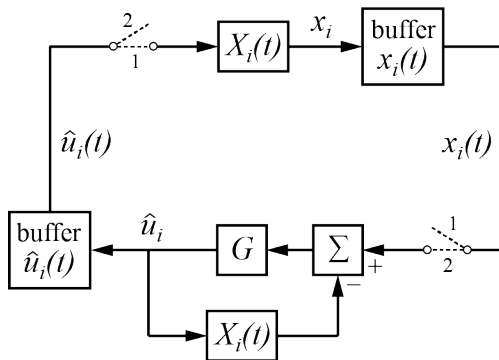 2
1
X_i(t)
x_i
buffer
x_i(t)
û_i(t)
x_i(t)
buffer
û_i(t)
û_i
G
Σ
+
−
1
2
X_i(t)